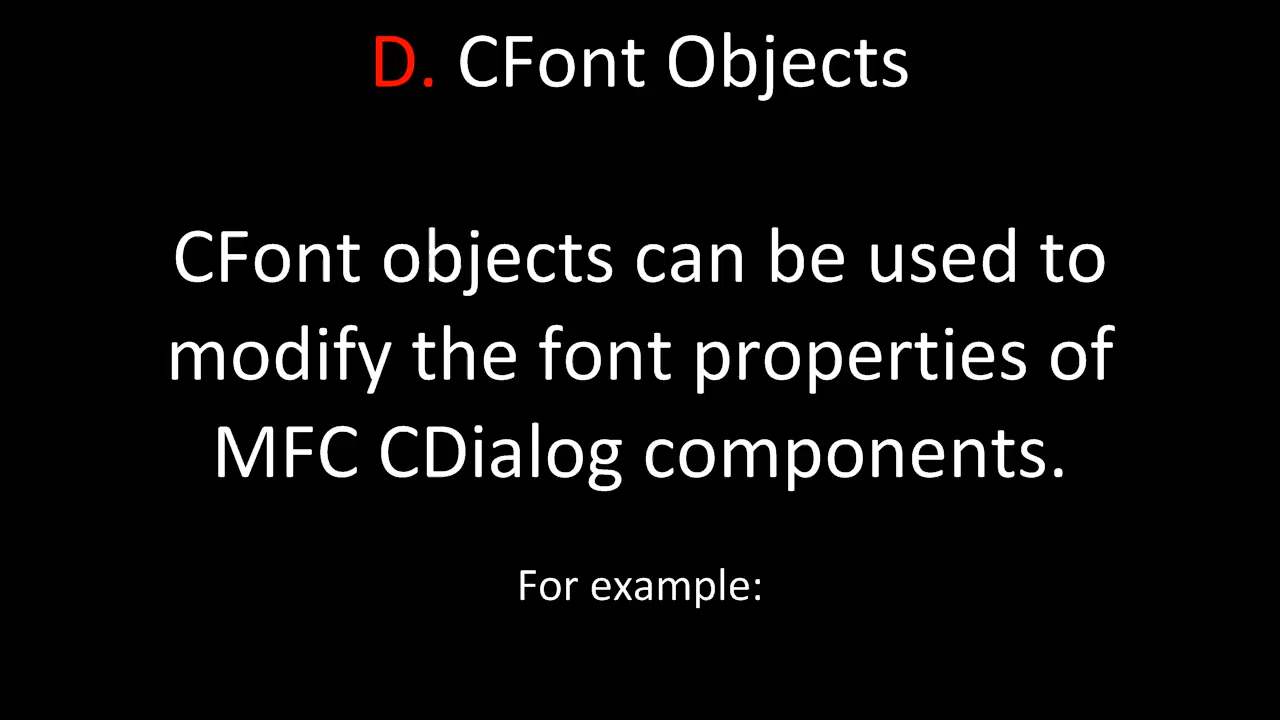 D. CFont Objects
CFont objects can be used to
modify the font properties of
MFC CDialog components.
For example: